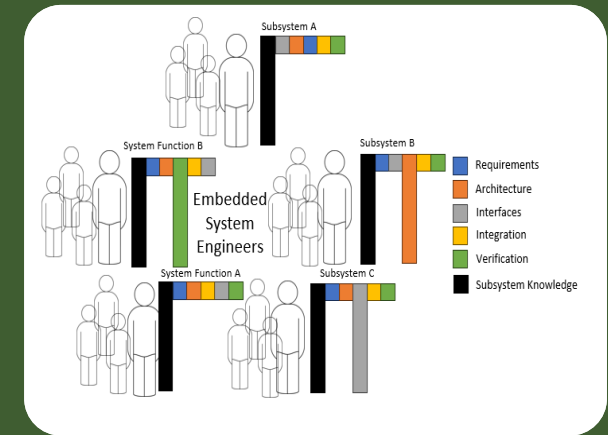 Subsystem A
System Function B
Subsystem B
Embedded
System
Engineers
System Function A
Subsystem C
Requirements
Architecture
Interfaces
Integration
Verification
Subsystem Knowledge